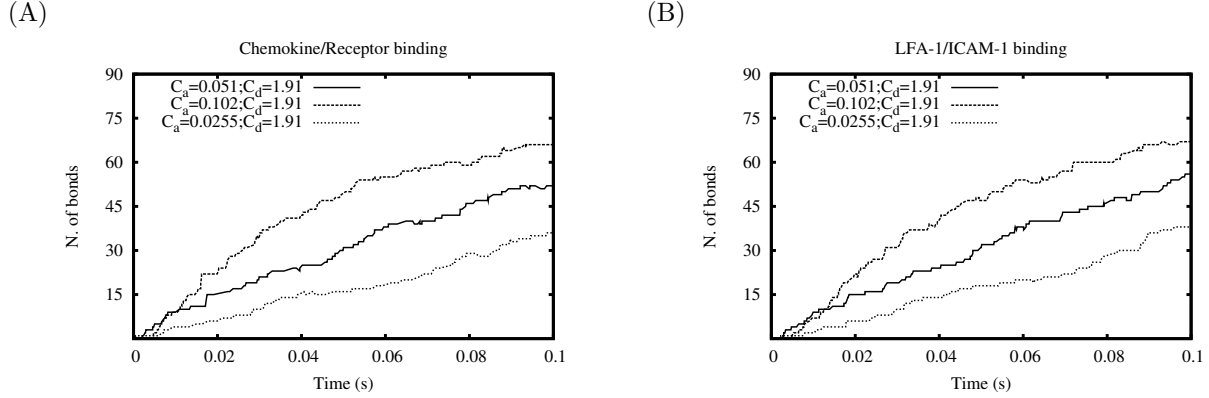 (A)
Chemokine/Receptor binding
N. of bonds
90
75
60
45
30
15
C_a=0.051;C_d=1.91
C_a=0.102;C_d=1.91
C_a=0.0255;C_d=1.91
0 0.02 0.04 0.06 0.08 0.1
Time (s)
(B)
LFA-1/ICAM-1 binding
N. of bonds
90
75
60
45
30
15
C_a=0.051;C_d=1.91
C_a=0.102;C_d=1.91
C_a=0.0255;C_d=1.91
0 0.02 0.04 0.06 0.08 0.1
Time (s)